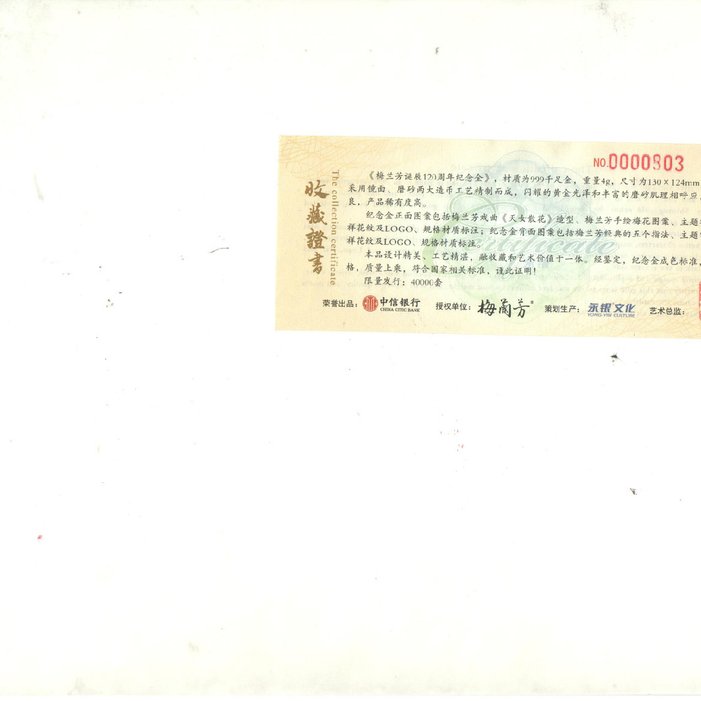 NO.0000803
收藏證書
The collection certificate
《梅兰芳诞辰120周年纪念金》，材质为999千足金，重量4g，尺寸为130×124mm
采用镜面、磨砂两大造币工艺精制而成，闪耀的黄金光泽和丰富的磨砂肌理相呼应
良，产品稀有度高。
纪念金正面图案包括梅兰芳戏曲《天女散花》造型、梅兰芳手绘梅花图案、主题
祥花纹及LOGO、规格材质标注；纪念金背面图案包括梅兰芳经典的五个指法、主题
祥花纹及LOGO、规格材质标注。
本品设计精美、工艺精湛，融收藏和艺术价值于一体。经鉴定，纪念金成色标准，
格，质量上乘，符合国家相关标准，谨此证明！
限量发行：40000套
荣誉出品： 中信银行 授权单位： 梅蘭芳 策划生产： 永银文化 艺术总监：
CHINA CITIC BANK YONG YIN CULTURE